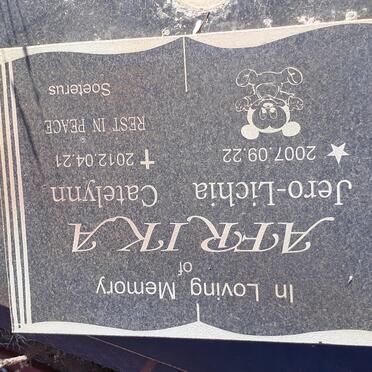 In Loving Memory
of
AFRIKA
Jero-Lichia Catelynn
★ 2007.09.22 ✝ 2012.04.21
REST IN PEACE
Soeterus